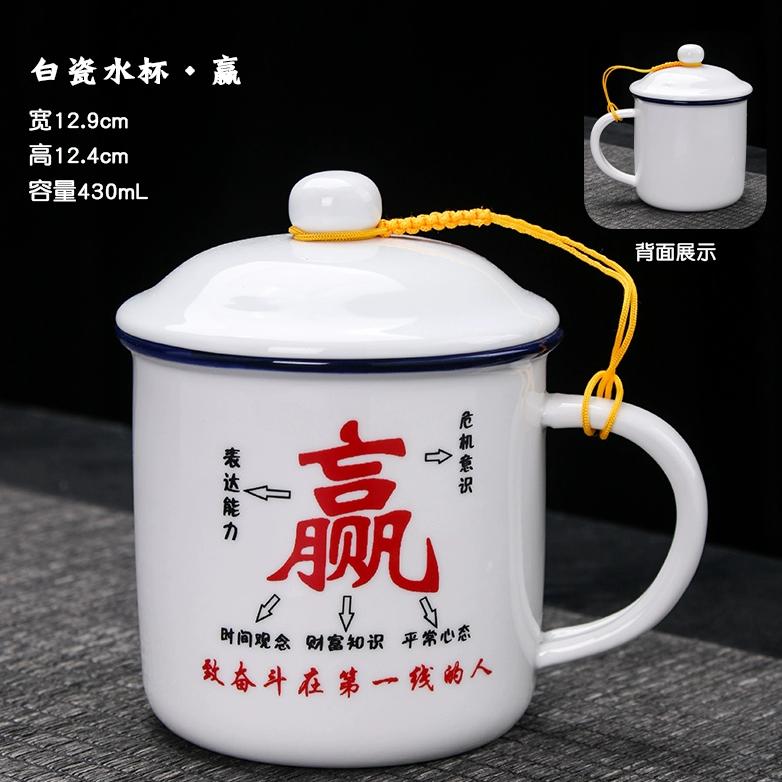 白瓷水杯·赢
宽12.9cm
高12.4cm
容量430mL
背面展示
危机意识
表达能力
赢
时间观念 财富知识 平常心态
致奋斗在第一线的人